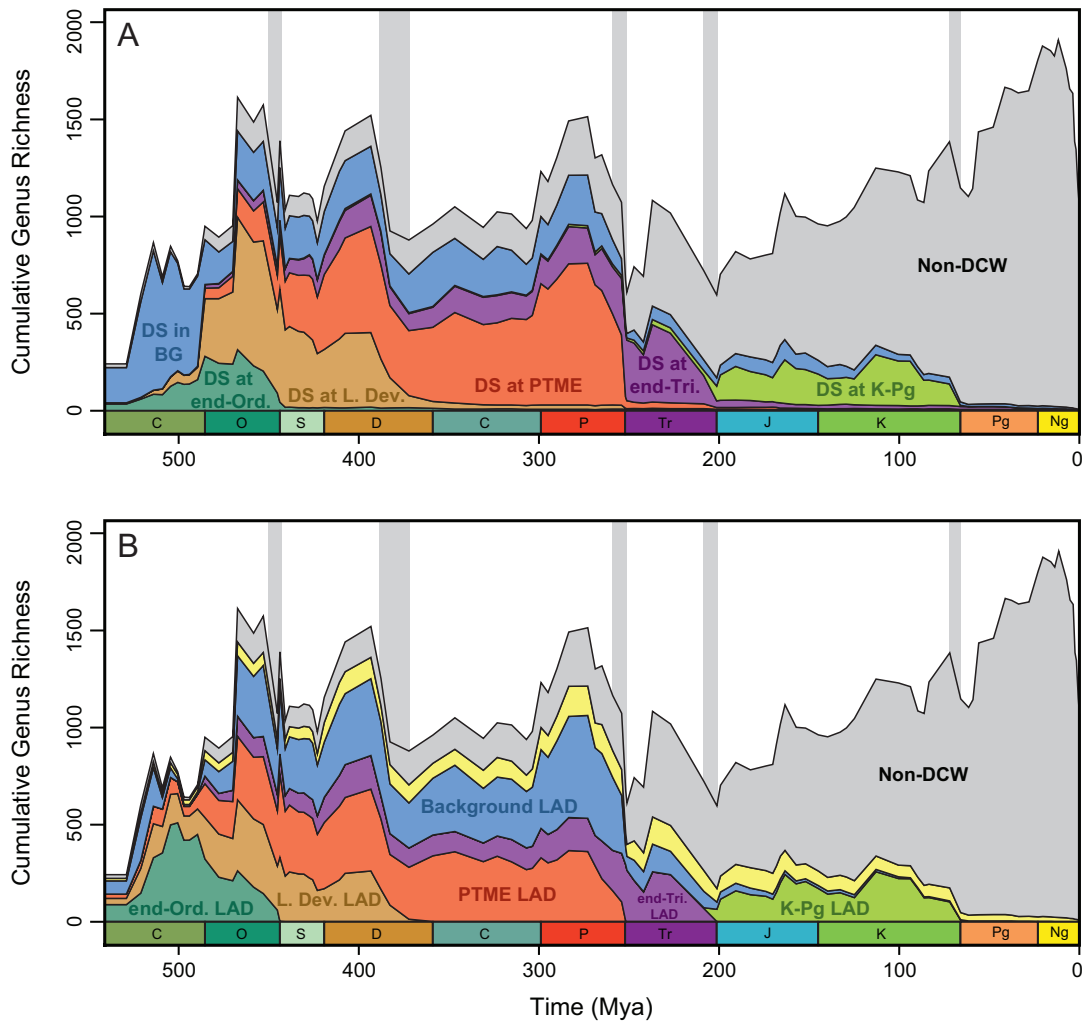 A
2000
1500
1000
500
0
Cumulative Genus Richness
DS in
BG
DS at
end-Ord.
DS at L. Dev.
DS at PTME
DS at
end-Tri.
DS at K-Pg
Non-DCW
C O S D C P Tr J K Pg Ng
500 400 300 200 100 0
B
2000
1500
1000
500
0
Cumulative Genus Richness
end-Ord. LAD
L. Dev. LAD
Background LAD
PTME LAD
end-Tri.
LAD
K-Pg LAD
Non-DCW
C O S D C P Tr J K Pg Ng
500 400 300 200 100 0
Time (Mya)